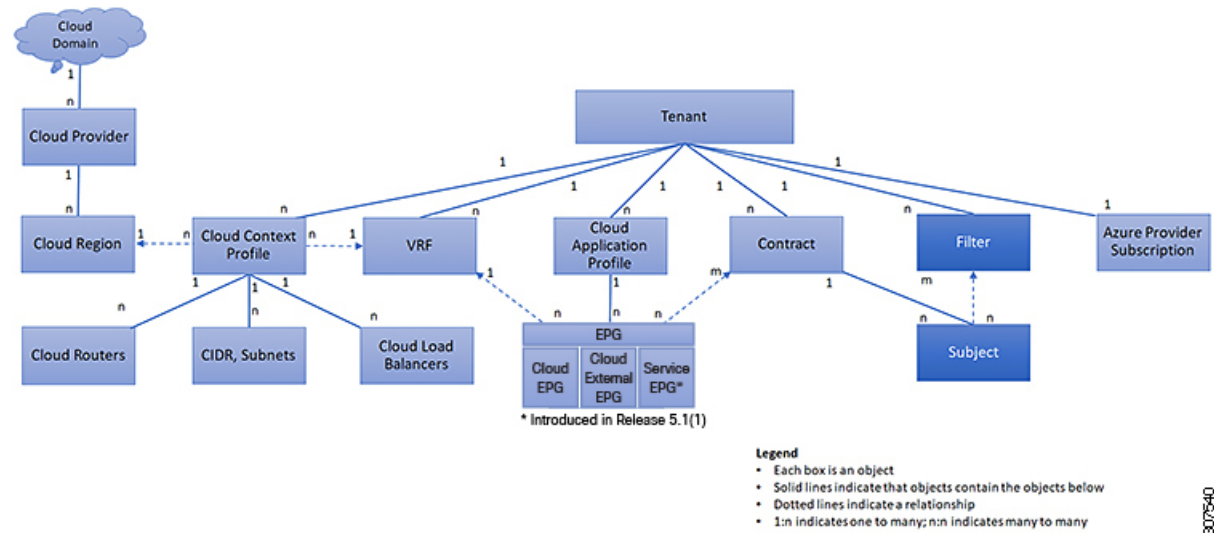 Cloud
Domain
1
n
Cloud Provider
1
n
Cloud Region
Tenant
1
1
1
1
1
1
n
n
n
n
n
1
1
n
Cloud Context
Profile
n
1
VRF
Cloud
Application
Profile
Contract
Filter
Azure Provider
Subscription
1
1
1
n
n
n
1
n
1
n
m
n
1
n
m
n
Cloud Routers
CIDR, Subnets
Cloud Load
Balancers
EPG
Cloud
EPG
Cloud
External
EPG
Service
EPG*
Subject
* Introduced in Release 5.1(1)
Legend
• Each box is an object
• Solid lines indicate that objects contain the objects below
• Dotted lines indicate a relationship
• 1:n indicates one to many; n:n indicates many to many
307540